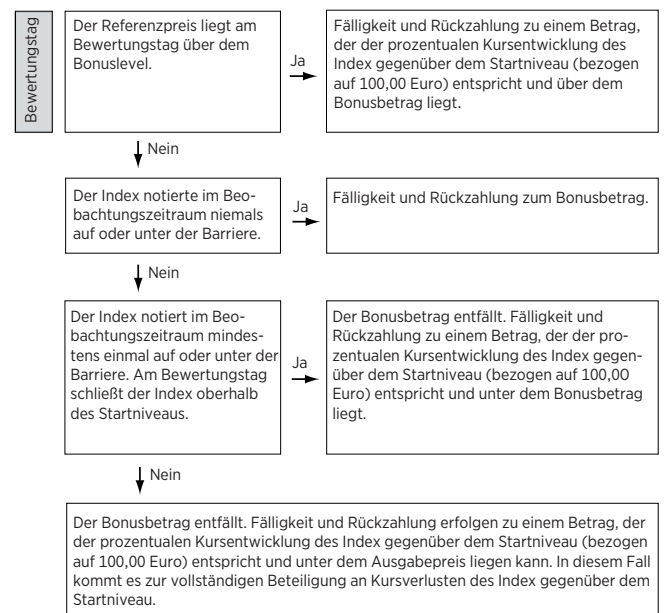 Bewertungstag
Der Referenzpreis liegt am
Bewertungstag über dem
Bonuslevel.
Ja
Fälligkeit und Rückzahlung zu einem Betrag,
der der prozentualen Kursentwicklung des
Index gegenüber dem Startniveau (bezogen
auf 100,00 Euro) entspricht und über dem
Bonusbetrag liegt.
Nein
Der Index notierte im Beo-
bachtungszeitraum niemals
auf oder unter der Barriere.
Ja
Fälligkeit und Rückzahlung zum Bonusbetrag.
Nein
Der Index notiert im Beo-
bachtungszeitraum mindes-
tens einmal auf oder unter der
Barriere. Am Bewertungstag
schließt der Index oberhalb
des Startniveaus.
Ja
Der Bonusbetrag entfällt. Fälligkeit und
Rückzahlung zu einem Betrag, der der pro-
zentualen Kursentwicklung des Index gegen-
über dem Startniveau (bezogen auf 100,00
Euro) entspricht und unter dem Bonusbetrag
liegt.
Nein
Der Bonusbetrag entfällt. Fälligkeit und Rückzahlung erfolgen zu einem Betrag, der
der prozentualen Kursentwicklung des Index gegenüber dem Startniveau (bezogen
auf 100,00 Euro) entspricht und unter dem Ausgabepreis liegen kann. In diesem Fall
kommt es zur vollständigen Beteiligung an Kursverlusten des Index gegenüber dem
Startniveau.